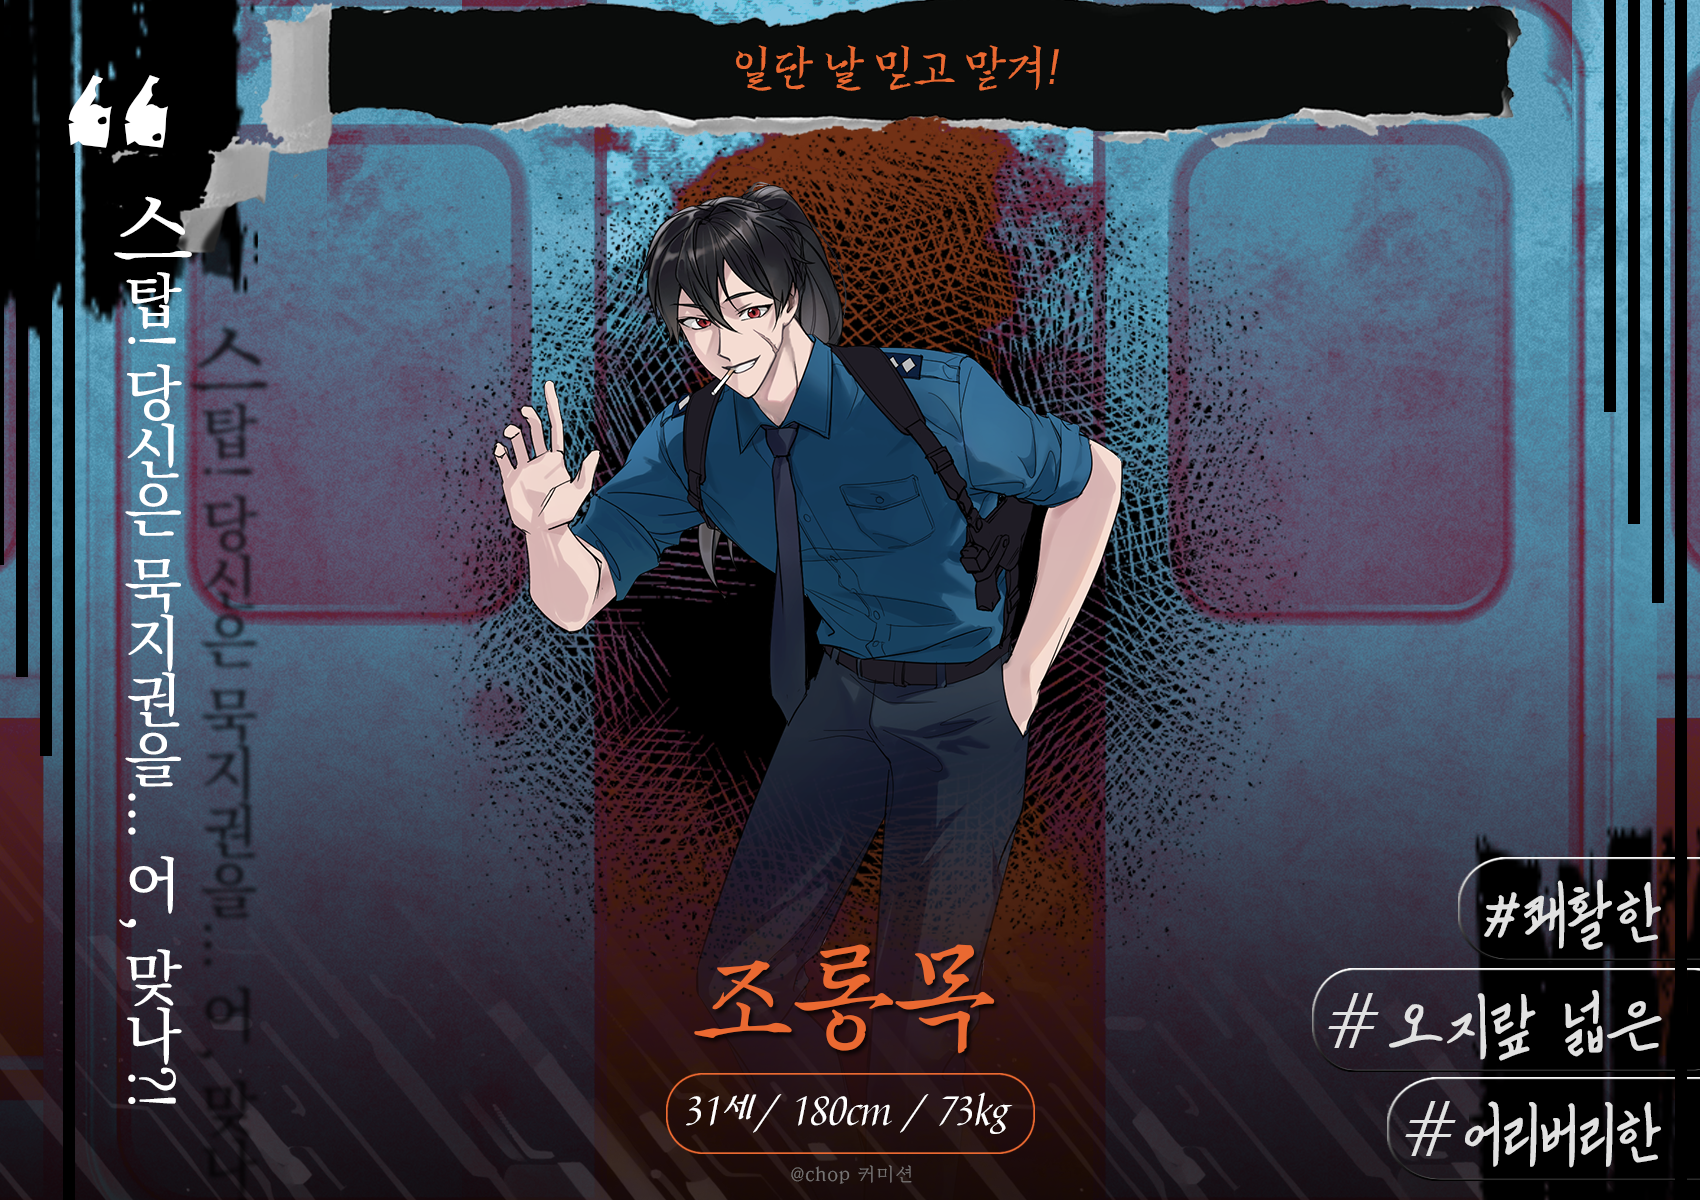 일단 날 믿고 맡겨!
“
스탑! 당신은 묵지권을... 어, 맞나?!
스탑! 당신은 묵지권을... 어, 맞나
조롱목
31세/ 180cm / 73kg
@chop 커미션
#쾌활한
# 오지랖 넓은
# 어리버리한